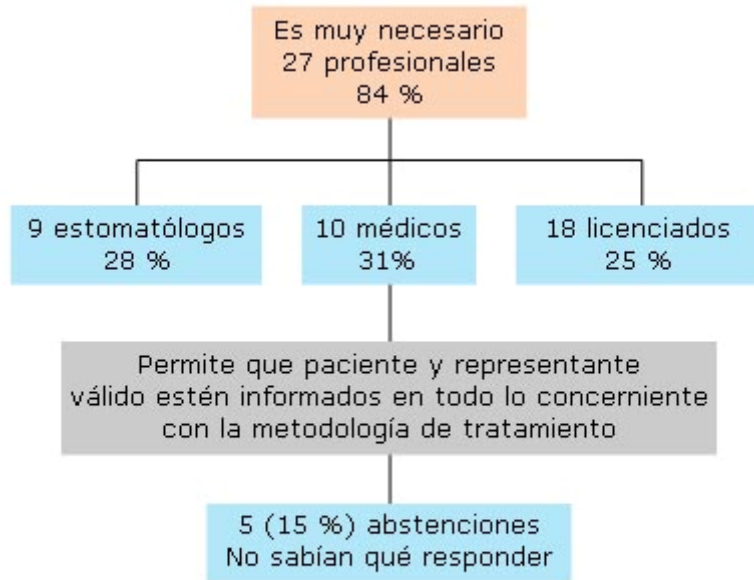 Es muy necesario
27 profesionales
84 %
9 estomatólogos
28 %
10 médicos
31%
18 licenciados
25 %
Permite que paciente y representante
válido estén informados en todo lo concerniente
con la metodología de tratamiento
5 (15 %) abstenciones
No sabían qué responder